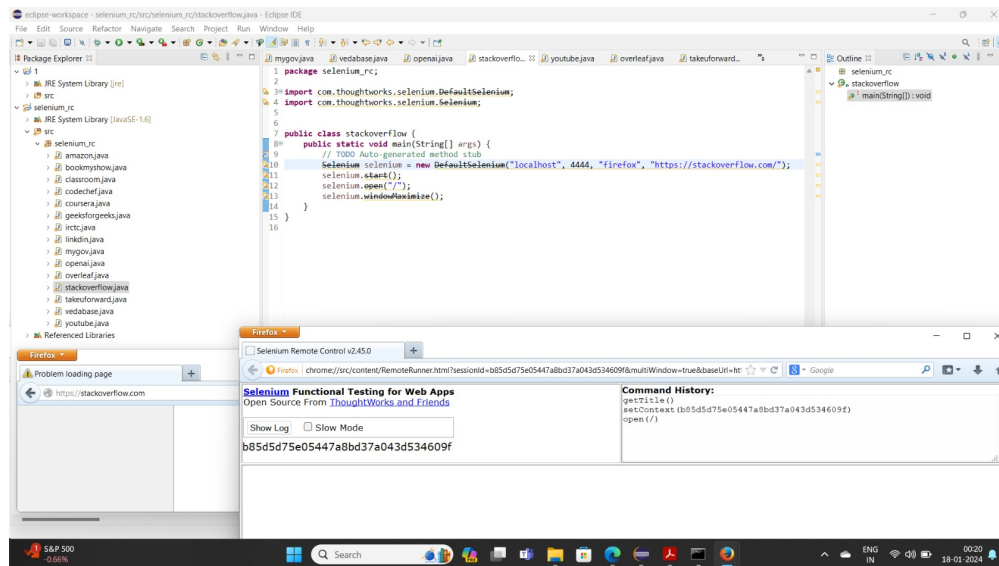 eclipse-workspace - selenium_rc/src/selenium_rc/stackoverflow.java - Eclipse IDE
File Edit Source Refactor Navigate Search Project Run Window Help
Package Explorer
1
JRE System Library [jre]
src
selenium_rc
JRE System Library [JavaSE-1.6]
src
selenium_rc
amazon.java
bookmyshow.java
classroom.java
codechef.java
coursera.java
geeksforgeeks.java
irctc.java
linkdin.java
mygov.java
openai.java
overleaf.java
stackoverflow.java
takeuforward.java
vedabase.java
youtube.java
Referenced Libraries
mygov.java vedabase.java openai.java stackoverflo... youtube.java overleaf.java takeuforward...
1 package selenium_rc;
2
3 import com.thoughtworks.selenium.DefaultSelenium;
4 import com.thoughtworks.selenium.Selenium;
5
6
7 public class stackoverflow {
8 public static void main(String[] args) {
9 // TODO Auto-generated method stub
10 Selenium selenium = new DefaultSelenium("localhost", 4444, "firefox", "https://stackoverflow.com/");
11 selenium.start();
12 selenium.open("/");
13 selenium.windowMaximize();
14 }
15 }
16
Outline
selenium_rc
stackoverflow
main(String[]) : void
Firefox
Problem loading page
https://stackoverflow.com
Firefox
Selenium Remote Control v2.45.0
Firefox chrome://src/content/RemoteRunner.html?sessionId=b85d5d75e05447a8bd37a043d534609f&multiWindow=true&baseUrl=ht
Google
Selenium Functional Testing for Web Apps
Open Source From ThoughtWorks and Friends
Show Log Slow Mode
b85d5d75e05447a8bd37a043d534609f
Command History:
getTitle()
setContext(b85d5d75e05447a8bd37a043d534609f)
open(/)
S&P 500
-0.66%
Search
ENG
IN
00:20
18-01-2024